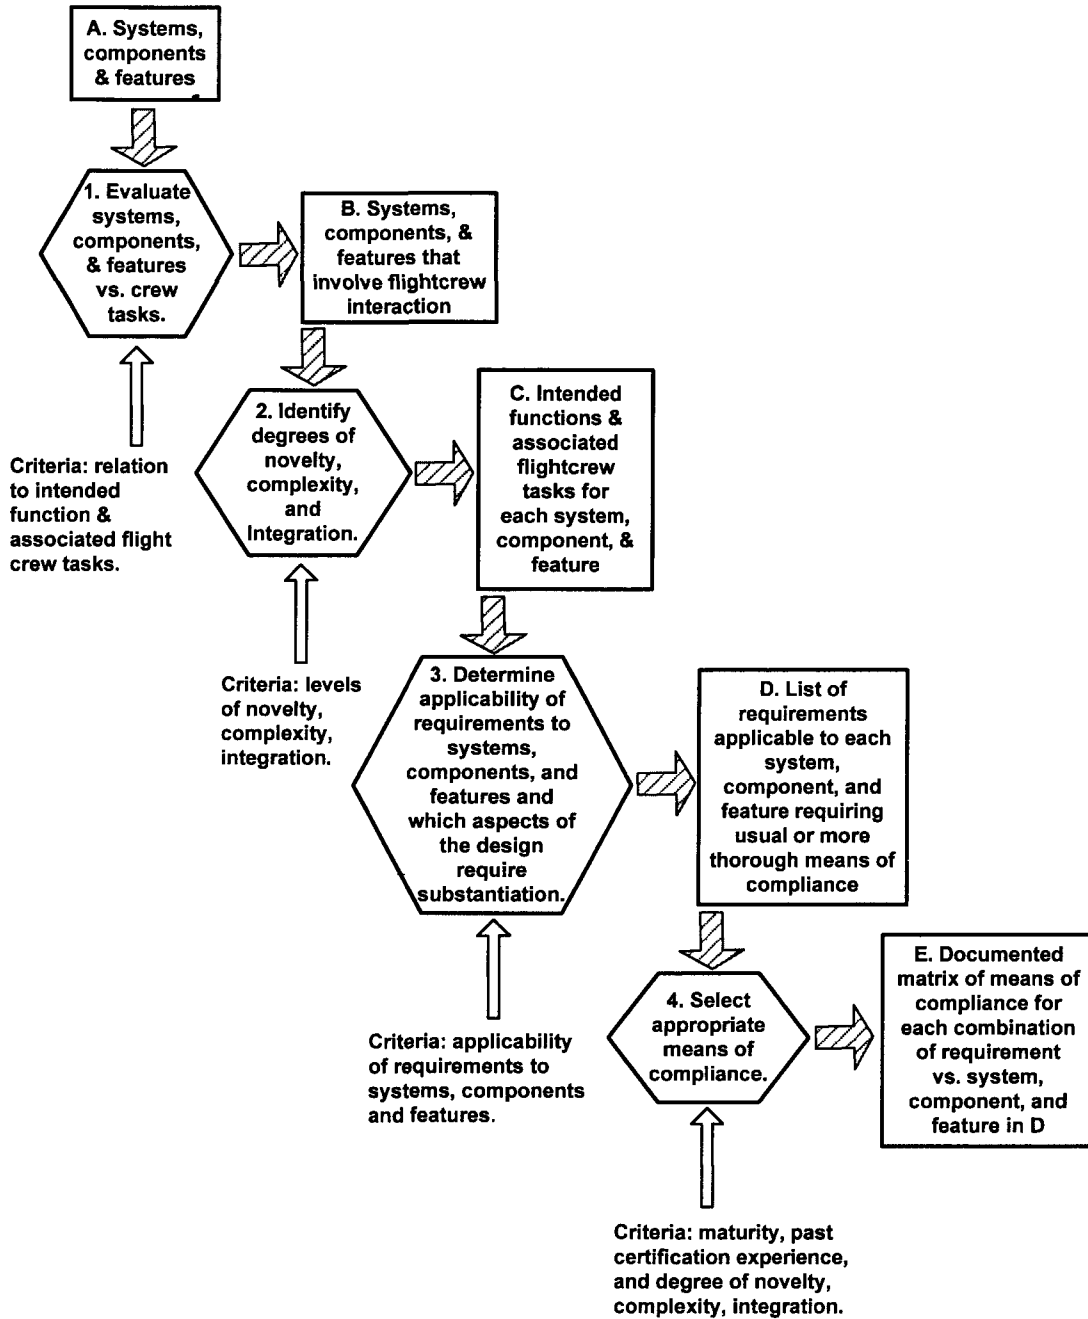 A. Systems,
components
& features
1. Evaluate
systems,
components,
& features
vs. crew
tasks.
B. Systems,
components, &
features that
involve flightcrew
interaction
Criteria: relation
to intended
function &
associated flight
crew tasks.
2. Identify
degrees of
novelty,
complexity,
and
Integration.
C. Intended
functions &
associated
flightcrew
tasks for
each system,
component, &
feature
Criteria: levels
of novelty,
complexity,
integration.
3. Determine
applicability of
requirements to
systems,
components, and
features and
which aspects of
the design
require
substantiation.
D. List of
requirements
applicable to each
system,
component, and
feature requiring
usual or more
thorough means of
compliance
Criteria: applicability
of requirements to
systems, components
and features.
4. Select
appropriate
means of
compliance.
E. Documented
matrix of means of
compliance for
each combination
of requirement
vs. system,
component, and
feature in D
Criteria: maturity, past
certification experience,
and degree of novelty,
complexity, integration.